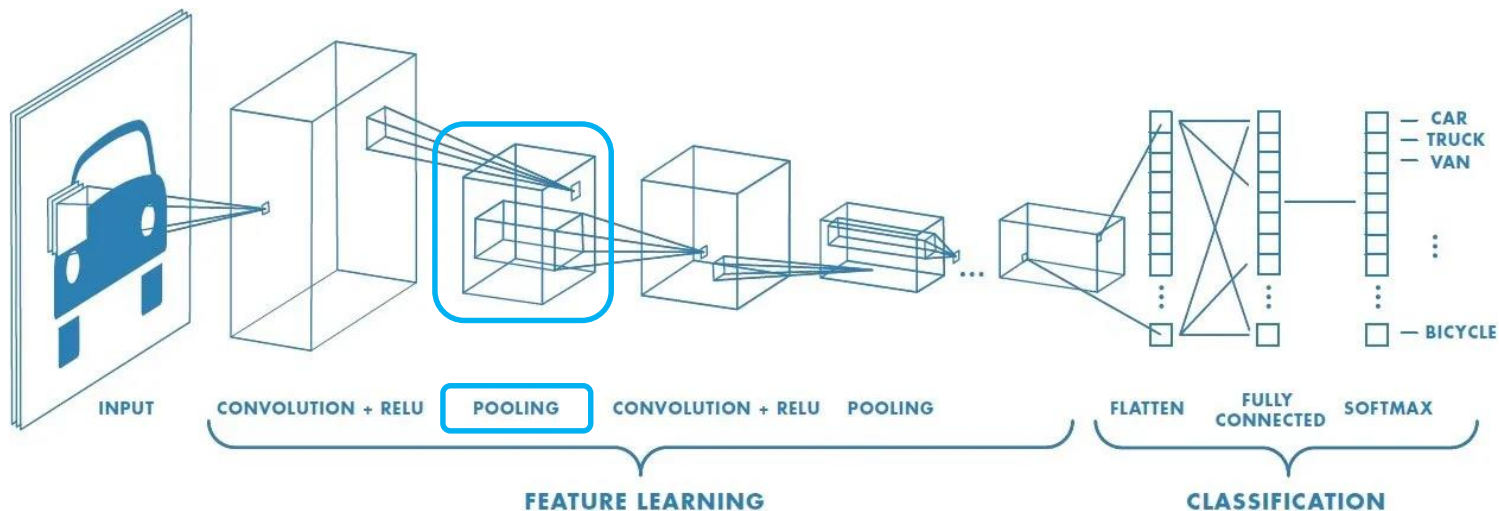 CAR
TRUCK
VAN
BICYCLE
INPUT
CONVOLUTION + RELU
POOLING
CONVOLUTION + RELU
POOLING
FLATTEN
FULLY
CONNECTED
SOFTMAX
FEATURE LEARNING
CLASSIFICATION